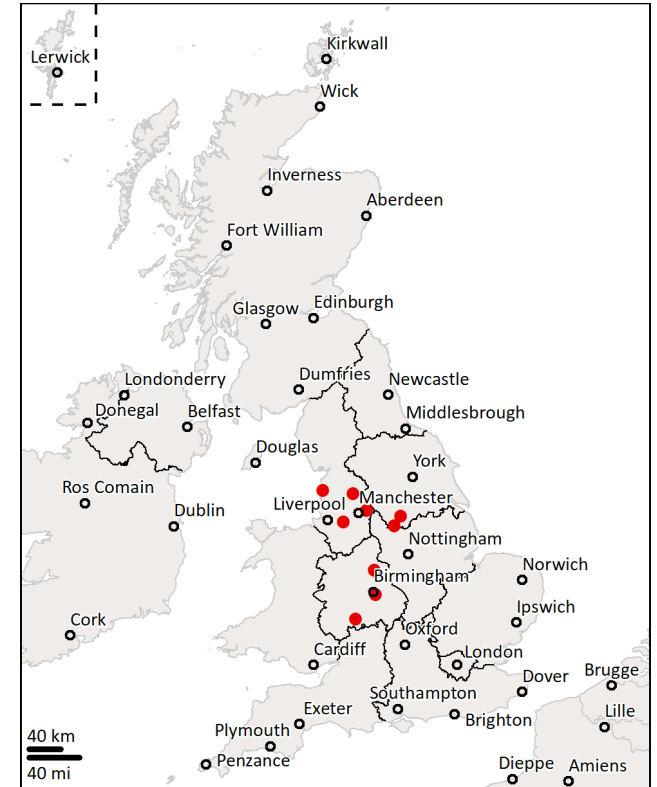 Kirkwall
Lerwick
Wick
Inverness
Aberdeen
Fort William
Edinburgh
Glasgow
Dumfries
Londonderry
Newcastle
Donegal
Belfast
Middlesbrough
Douglas
York
Ros Comain
Manchester
Liverpool
Dublin
Nottingham
Norwich
Birmingham
Ipswich
Cork
Oxford
Cardiff
London
Dover
Brugge
Southampton
Exeter
Lille
Brighton
Plymouth
40 km
Penzance
Dieppe
Amiens
40 mi